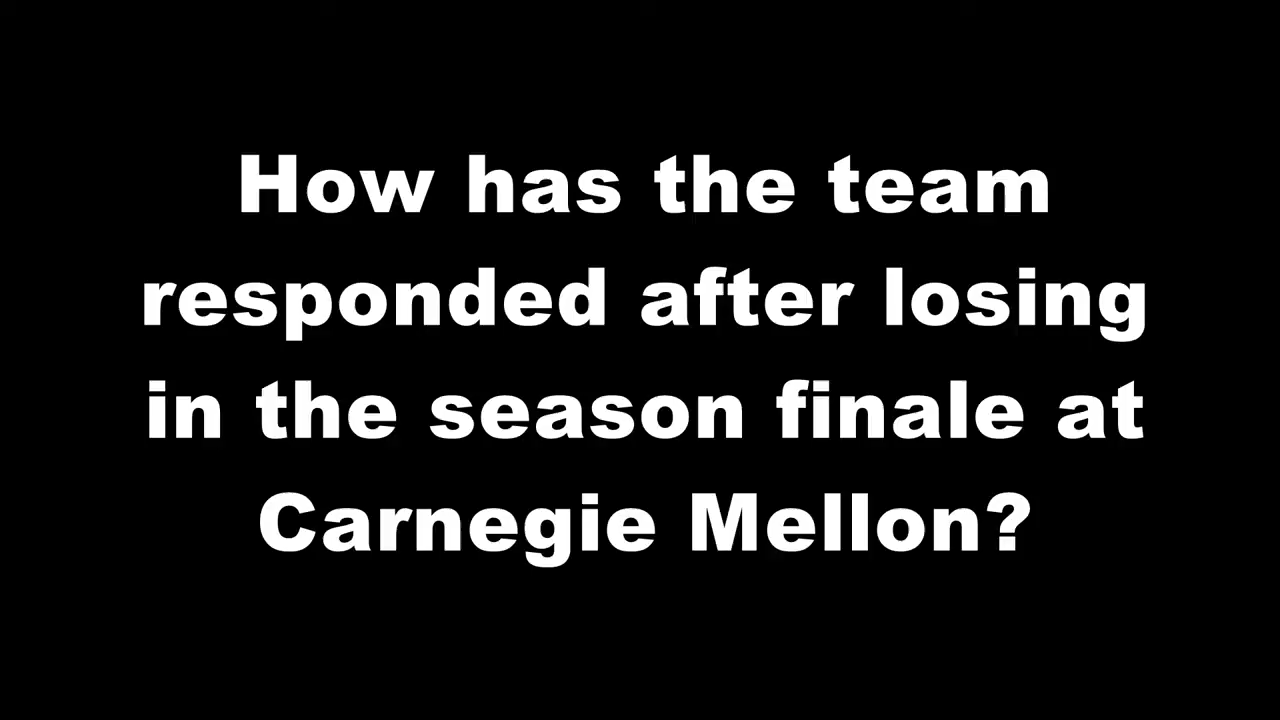 How has the team
responded after losing
in the season finale at
Carnegie Mellon?